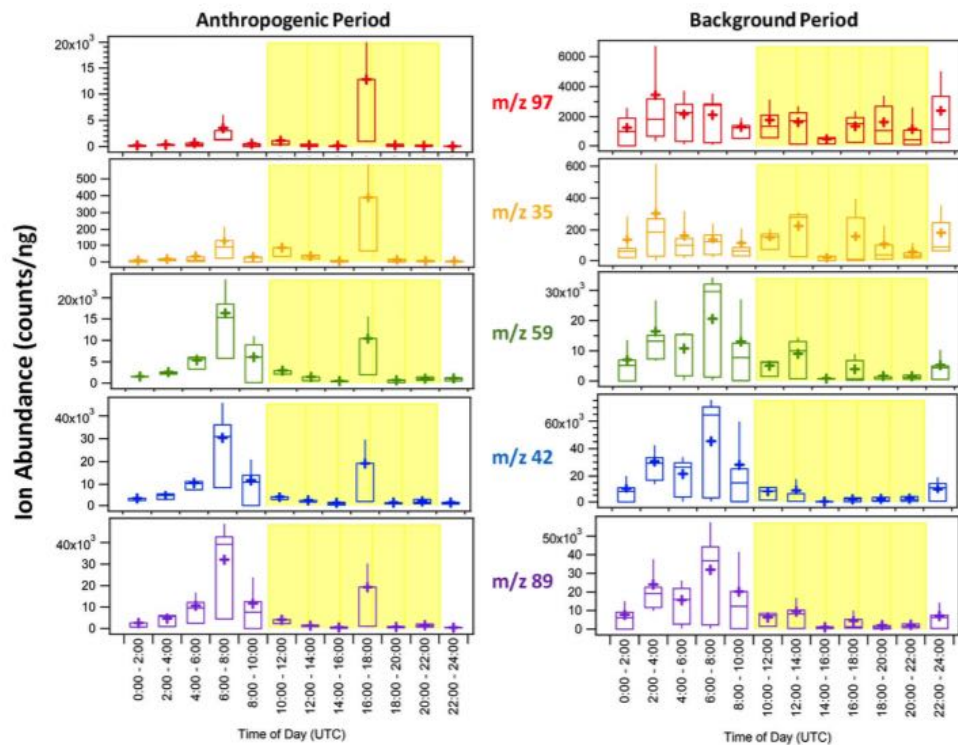 Anthropogenic Period
Background Period
Ion Abundance (counts/ng)
20x10³
15
10
5
0
m/z 97
6000
4000
2000
0
500
400
300
200
100
0
m/z 35
600
400
200
0
20x10³
15
10
5
0
m/z 59
30x10³
20
10
0
40x10³
30
20
10
0
m/z 42
60x10³
40
20
0
40x10³
30
20
10
0
m/z 89
50x10³
40
30
20
10
0
0:00 - 2:00
2:00 - 4:00
4:00 - 6:00
6:00 - 8:00
8:00 - 10:00
10:00 - 12:00
12:00 - 14:00
14:00 - 16:00
16:00 - 18:00
18:00 - 20:00
20:00 - 22:00
22:00 - 24:00
0:00 - 2:00
2:00 - 4:00
4:00 - 6:00
6:00 - 8:00
8:00 - 10:00
10:00 - 12:00
12:00 - 14:00
14:00 - 16:00
16:00 - 18:00
18:00 - 20:00
20:00 - 22:00
22:00 - 24:00
Time of Day (UTC)
Time of Day (UTC)